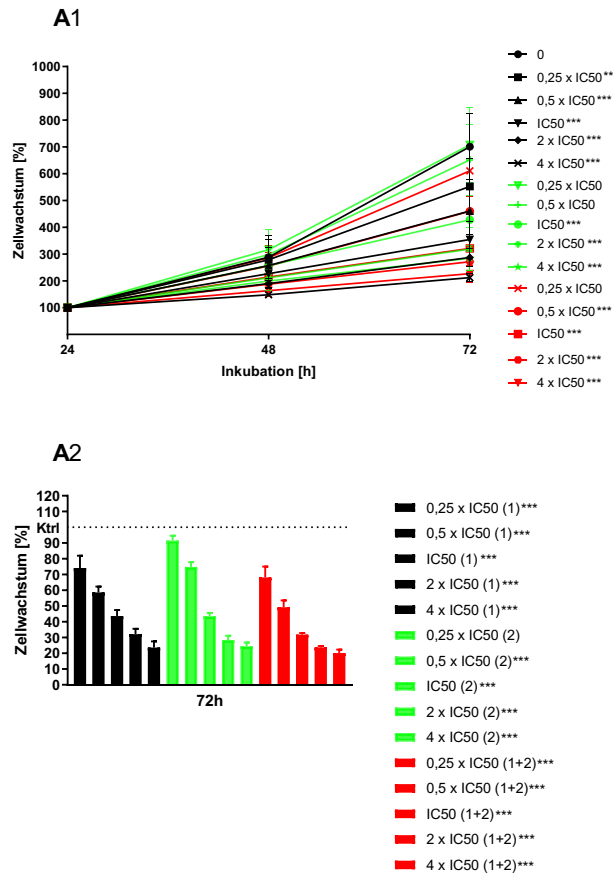 A1
Zellwachstum [%]
1000
900
800
700
600
500
400
300
200
100
24
48
72
Inkubation [h]
0
0,25 x IC50**
0,5 x IC50***
IC50***
2 x IC50***
4 x IC50***
0,25 x IC50
0,5 x IC50
IC50***
2 x IC50***
4 x IC50***
0,25 x IC50
0,5 x IC50***
IC50***
2 x IC50***
4 x IC50***
A2
Zellwachstum [%]
120
110
Ktrl
90
80
70
60
50
40
30
20
10
0
72h
0,25 x IC50 (1)***
0,5 x IC50 (1)***
IC50 (1)***
2 x IC50 (1)***
4 x IC50 (1)***
0,25 x IC50 (2)
0,5 x IC50 (2)***
IC50 (2)***
2 x IC50 (2)***
4 x IC50 (2)***
0,25 x IC50 (1+2)***
0,5 x IC50 (1+2)***
IC50 (1+2)***
2 x IC50 (1+2)***
4 x IC50 (1+2)***